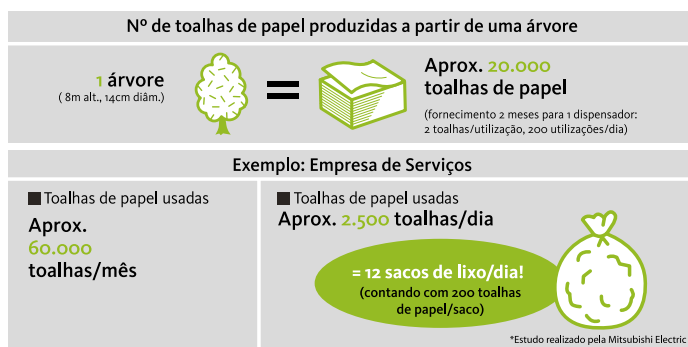 Nº de toalhas de papel produzidas a partir de uma árvore
1 árvore
( 8m alt., 14cm diâm.)
=
Aprox. 20.000
toalhas de papel
(fornecimento 2 meses para 1 dispensador:
2 toalhas/utilização, 200 utilizações/dia)
Exemplo: Empresa de Serviços
Toalhas de papel usadas
Aprox.
60.000
toalhas/mês
Toalhas de papel usadas
Aprox. 2.500 toalhas/dia
= 12 sacos de lixo/dia!
(contando com 200 toalhas
de papel/saco)
*Estudo realizado pela Mitsubishi Electric